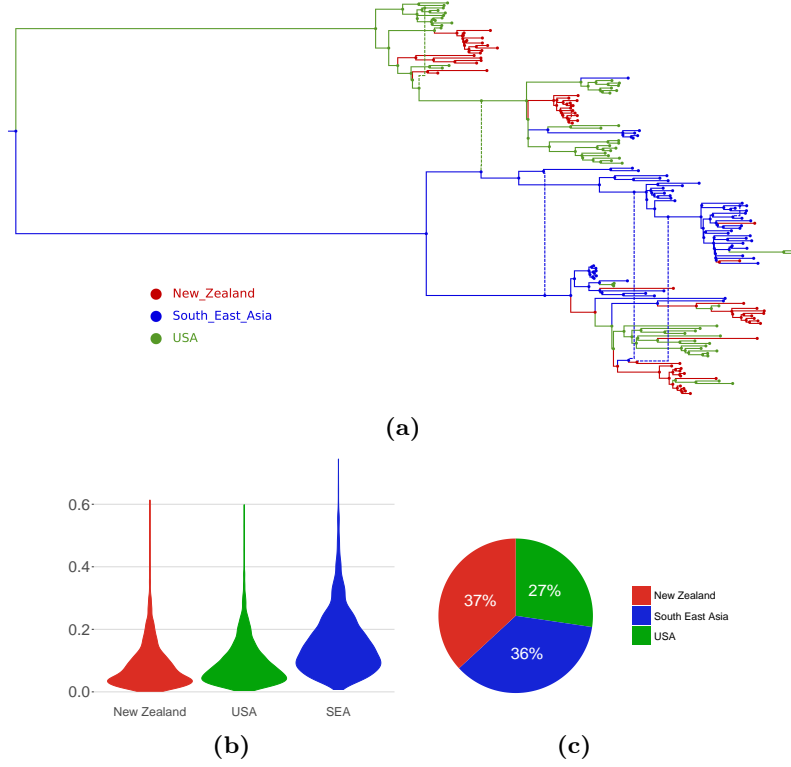 New_Zealand
South_East_Asia
USA
(a)
0.6
0.4
0.2
0.0
New Zealand USA SEA
(b)
37%
27%
36%
New Zealand
South East Asia
USA
(c)